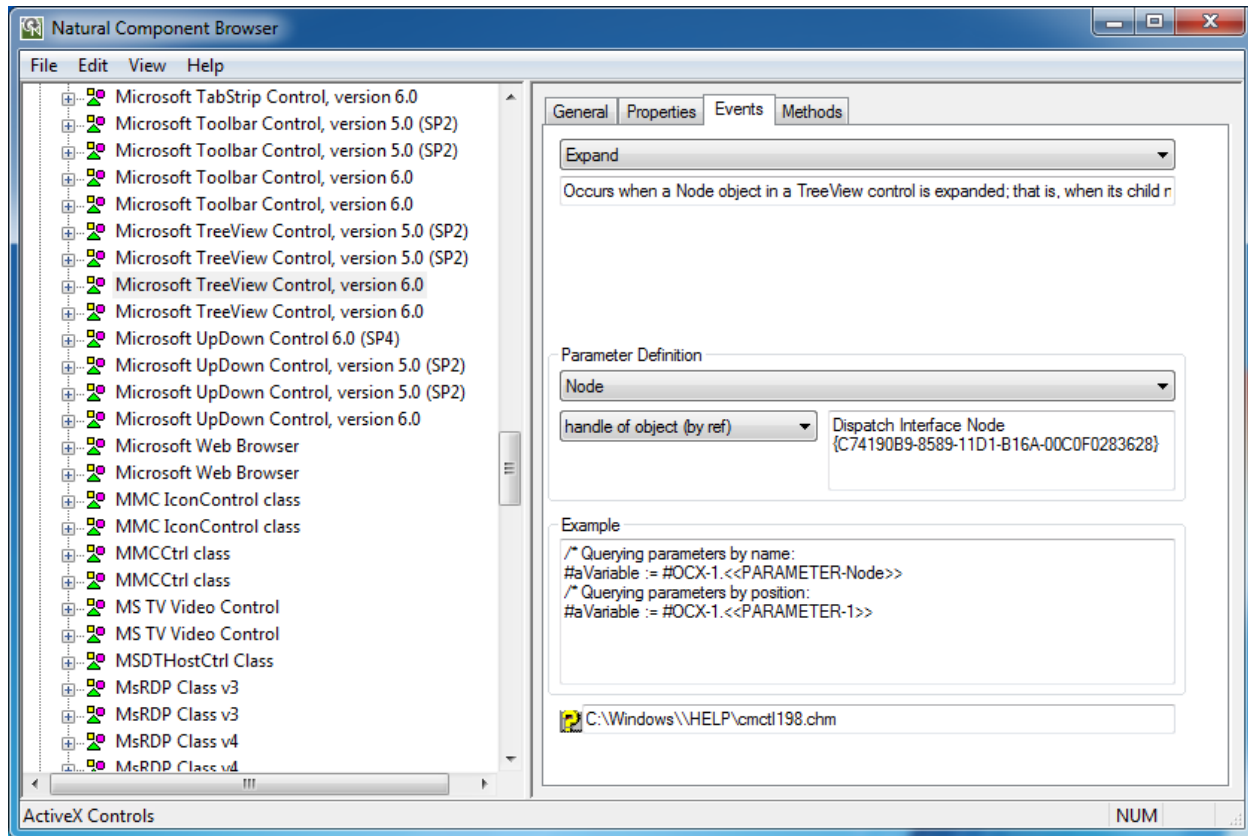 Natural Component Browser
File Edit View Help
Microsoft TabStrip Control, version 6.0
Microsoft Toolbar Control, version 5.0 (SP2)
Microsoft Toolbar Control, version 5.0 (SP2)
Microsoft Toolbar Control, version 6.0
Microsoft Toolbar Control, version 6.0
Microsoft TreeView Control, version 5.0 (SP2)
Microsoft TreeView Control, version 5.0 (SP2)
Microsoft TreeView Control, version 6.0
Microsoft TreeView Control, version 6.0
Microsoft UpDown Control 6.0 (SP4)
Microsoft UpDown Control, version 5.0 (SP2)
Microsoft UpDown Control, version 5.0 (SP2)
Microsoft UpDown Control, version 6.0
Microsoft Web Browser
Microsoft Web Browser
MMC IconControl class
MMC IconControl class
MMCCtrl class
MMCCtrl class
MS TV Video Control
MS TV Video Control
MSDTHostCtrl Class
MsRDP Class v3
MsRDP Class v3
MsRDP Class v4
MsRDP Class v4
General Properties Events Methods
Expand
Occurs when a Node object in a TreeView control is expanded; that is, when its child
Parameter Definition
Node
handle of object (by ref)
Dispatch Interface Node
{C74190B9-8589-11D1-B16A-00C0F0283628}
Example
/* Querying parameters by name:
#aVariable := #OCX-1.<<PARAMETER-Node>>
/* Querying parameters by position:
#aVariable := #OCX-1.<<PARAMETER-1>>
C:\Windows\\HELP\cmctl198.chm
ActiveX Controls
NUM